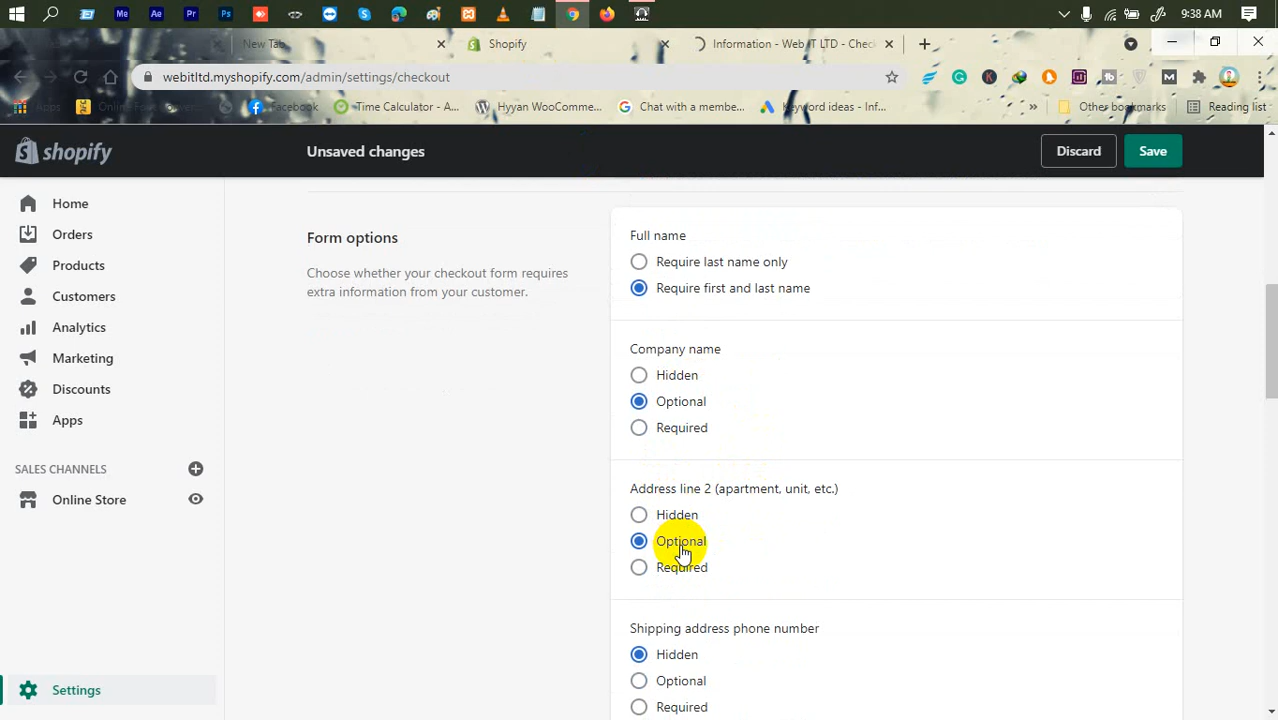 9:38 AM
New Tab
Shopify
Information - Web IT LTD - Chec
webitltd.myshopify.com/admin/settings/checkout
Apps
Facebook
Time Calculator - A...
Hyyan WooComme...
Chat with a membe...
Keyword ideas - Inf...
Other bookmarks
Reading list
shopify
Unsaved changes
Discard
Save
Home
Orders
Products
Customers
Analytics
Marketing
Discounts
Apps
SALES CHANNELS
Online Store
Settings
Form options
Choose whether your checkout form requires
extra information from your customer.
Full name
Require last name only
Require first and last name
Company name
Hidden
Optional
Required
Address line 2 (apartment, unit, etc.)
Hidden
Optional
Required
Shipping address phone number
Hidden
Optional
Required